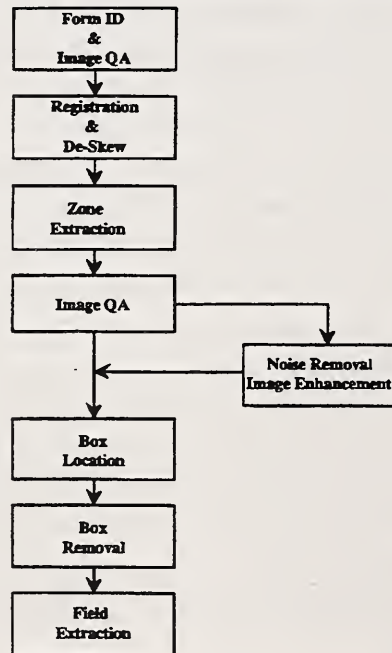 Form ID
&
Image QA
Registration
&
De-Skew
Zone
Extraction
Image QA
Noise Removal
Image Enhancement
Box
Location
Box
Removal
Field
Extraction